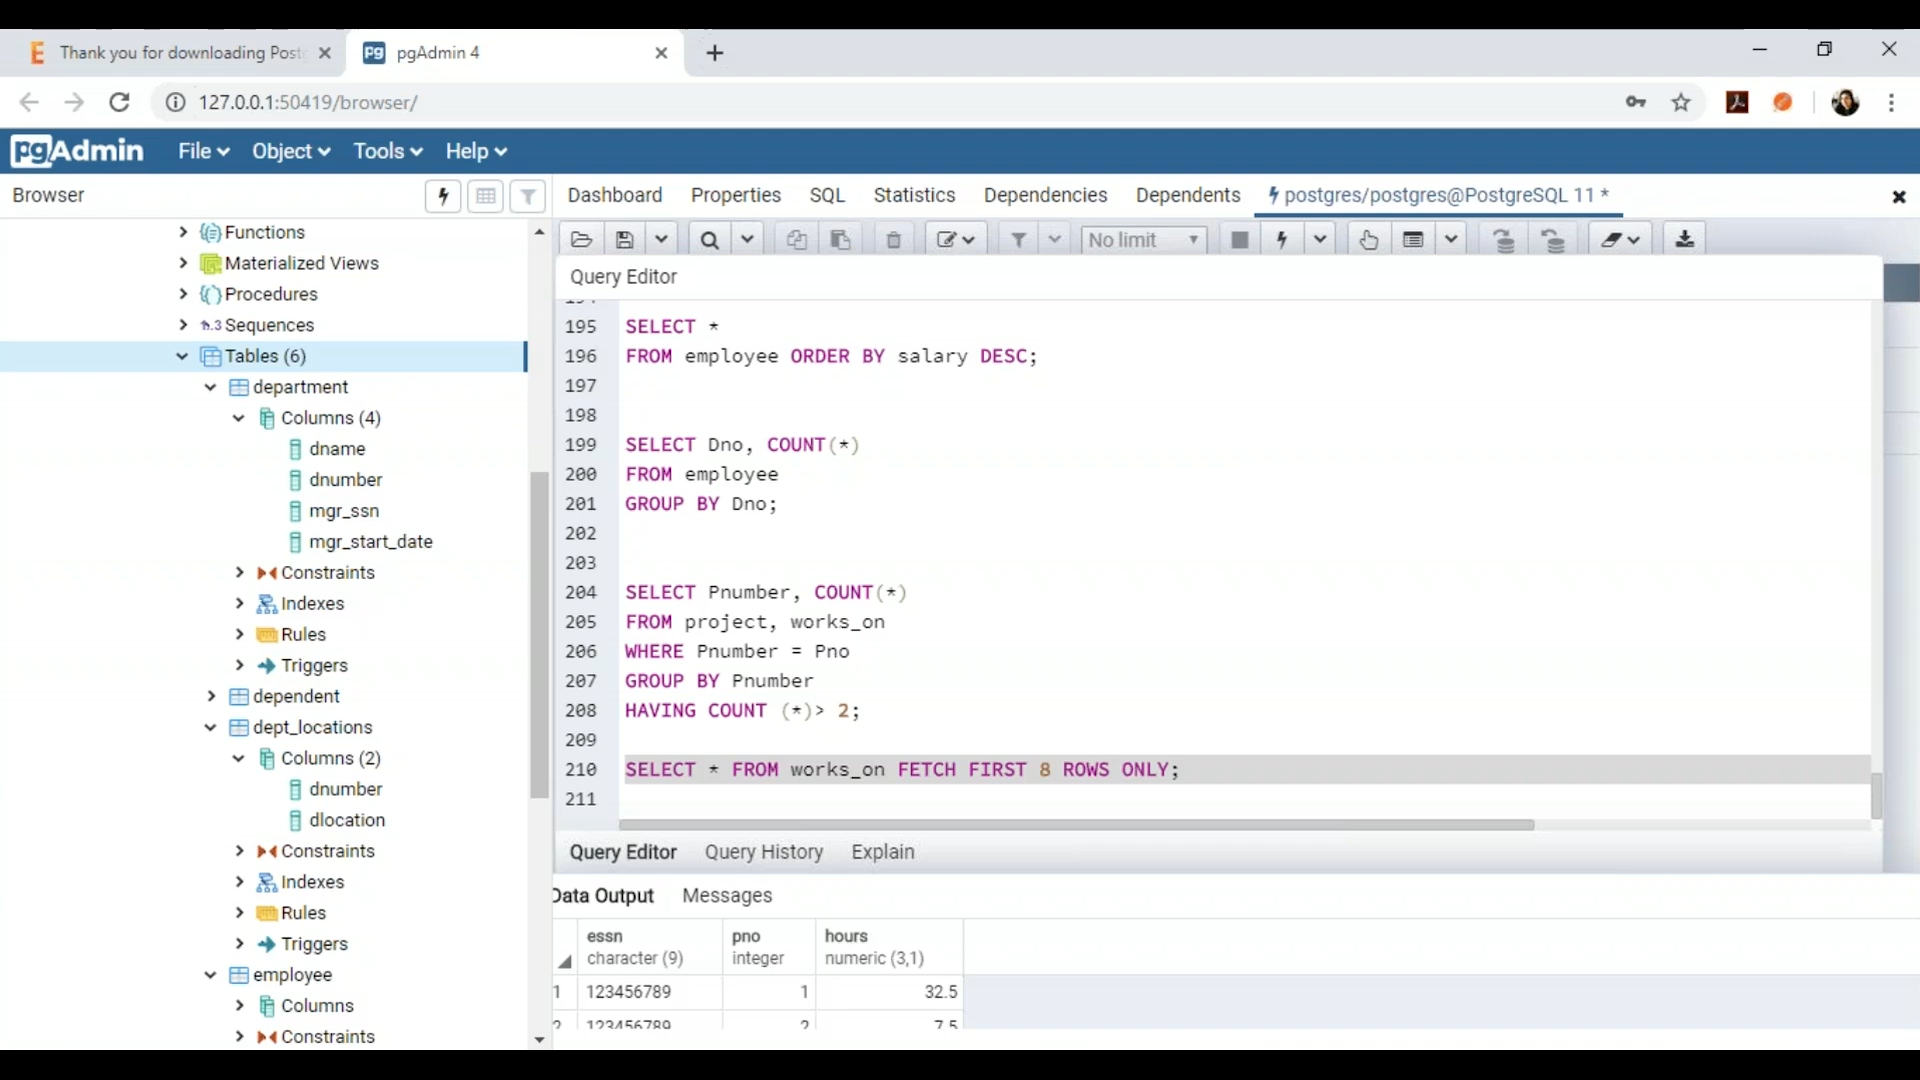 Thank you for downloading Post
pgAdmin 4
127.0.0.1:50419/browser/
pgAdmin
File
Object
Tools
Help
Browser
Dashboard
Properties
SQL
Statistics
Dependencies
Dependents
postgres/postgres@PostgreSQL 11 *
Functions
Materialized Views
Procedures
Sequences
Tables (6)
department
Columns (4)
dname
dnumber
mgr_ssn
mgr_start_date
Constraints
Indexes
Rules
Triggers
dependent
dept_locations
Columns (2)
dnumber
dlocation
Constraints
Indexes
Rules
Triggers
employee
Columns
Constraints
No limit
Query Editor
195 SELECT *
196 FROM employee ORDER BY salary DESC;
197
198
199 SELECT Dno, COUNT(*)
200 FROM employee
201 GROUP BY Dno;
202
203
204 SELECT Pnumber, COUNT(*)
205 FROM project, works_on
206 WHERE Pnumber = Pno
207 GROUP BY Pnumber
208 HAVING COUNT (*)> 2;
209
210 SELECT * FROM works_on FETCH FIRST 8 ROWS ONLY;
211
Query Editor Query History Explain
Data Output Messages
essn pno hours
character (9) integer numeric (3,1)
1 123456789 1 32.5
2 123456789 2 7.5